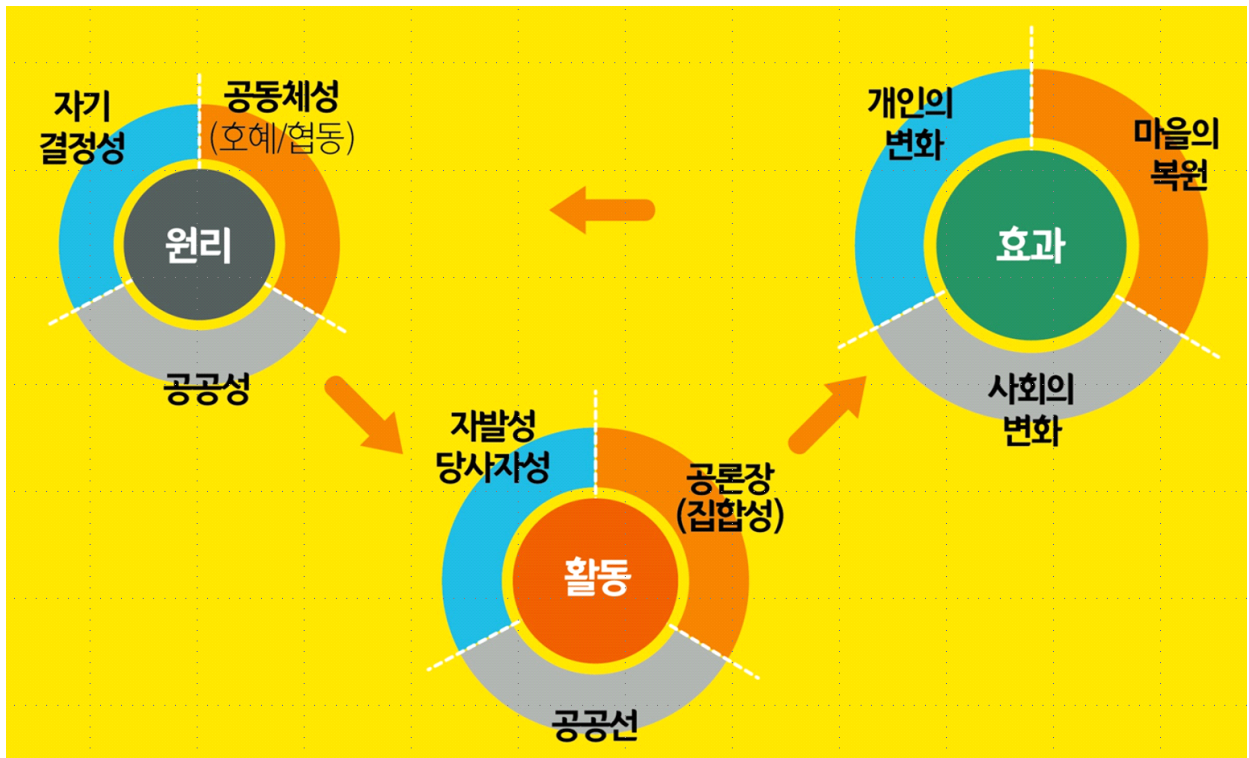 자기
결정성
공동체성
(호혜/협동)
원리
공공성
개인의
변화
마을의
복원
효과
사회의
변화
자발성
당사자성
공론장
(집합성)
활동
공공선